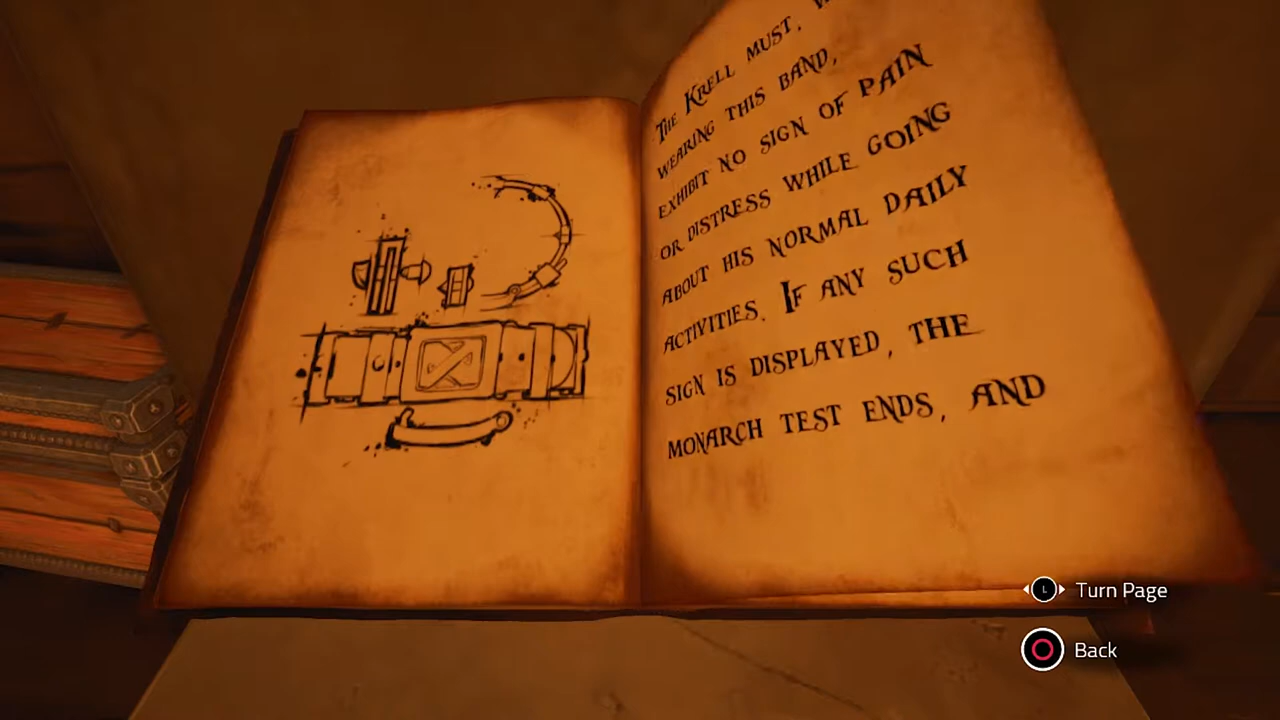 The Krell must,
wearing this band,
exhibit no sign of pain
or distress while going
about his normal daily
activities. If any such
sign is displayed, the
monarch test ends, and
L
Turn Page
Back